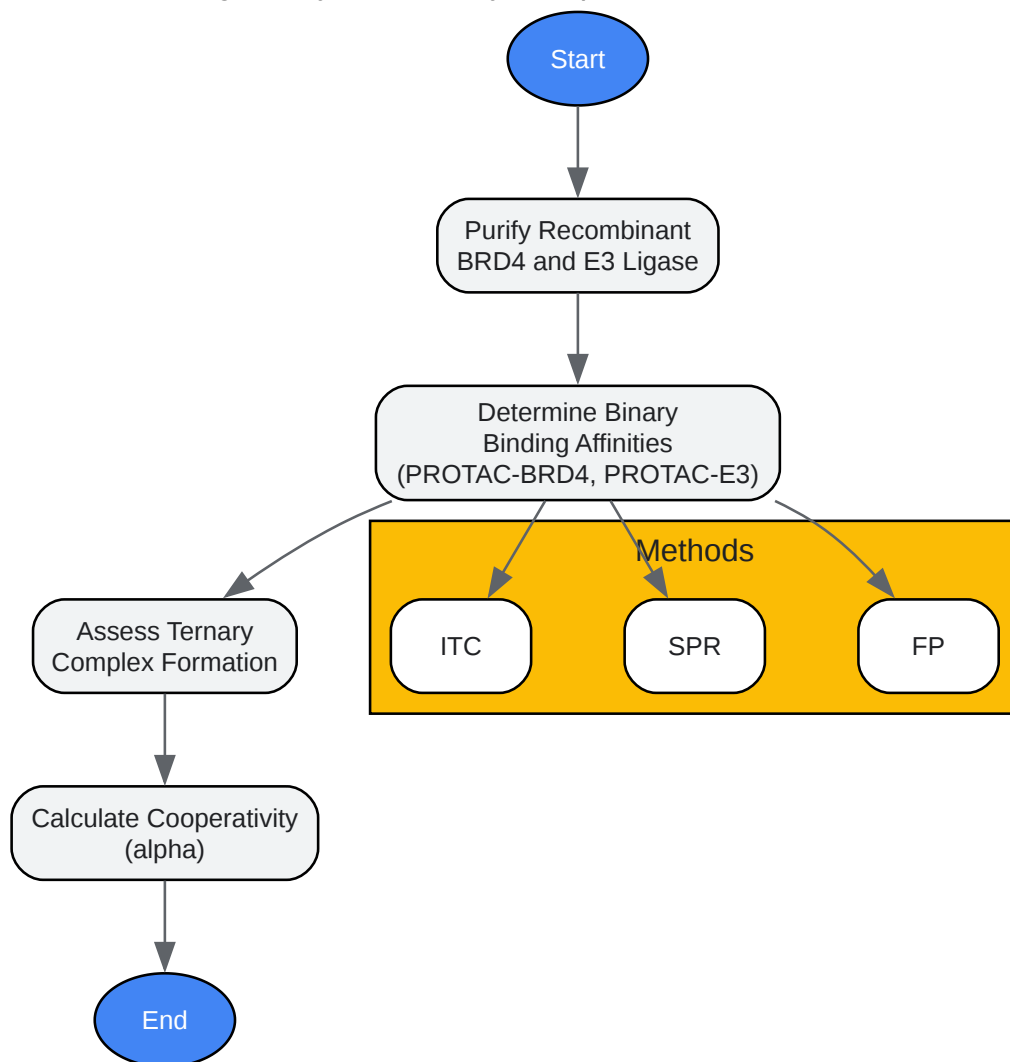 Start
Purify Recombinant
BRD4 and E3 Ligase
Determine Binary
Binding Affinities
(PROTAC-BRD4, PROTAC-E3)
Methods
Assess Ternary
Complex Formation
ITC
SPR
FP
Calculate Cooperativity
(alpha)
End